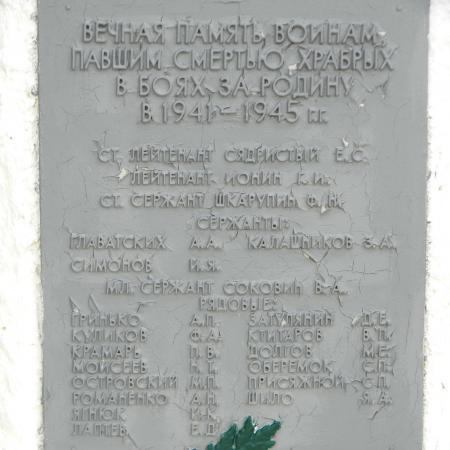 ВЕЧНАЯ ПАМЯТЬ ВОИНАМ,
ПАВШИМ СМЕРТЬЮ ХРАБРЫХ
В БОЯХ ЗА РОДИНУ
В 1941–1945 г.г.
СТ. ЛЕЙТЕНАНТ СЯДРИСТЫЙ Е.С.
ЛЕЙТЕНАНТ ИОНИН Г.И.
СТ. СЕРЖАНТ ШКАРУПИН Ф.Н.
СЕРЖАНТЫ:
ГЛАВАТСКИХ А.А. КАЛАШНИКОВ З.А.
СИМОНОВ И.Я.
МЛ. СЕРЖАНТ СОКОВИН В.А.
РЯДОВЫЕ:
ГРИНЬКО А.П. ЗАТУЛЯНИН Д.Е.
КУЛИКОВ Ф.А. КТИТАРОВ В.П.
КРАМАРЬ П.В. ДОЛГОВ М.С.
МОИСЕЕВ Н.Т. ОБЕРЕМОК С.П.
ОСТРОВСКИЙ М.П. ПРИСЯЖНОЙ С.П.
РОМАНЕНКО А.Н. ШИЛО Я.А.
ЯГНЮК И.К.
ЛАПТЕВ Е.Д.